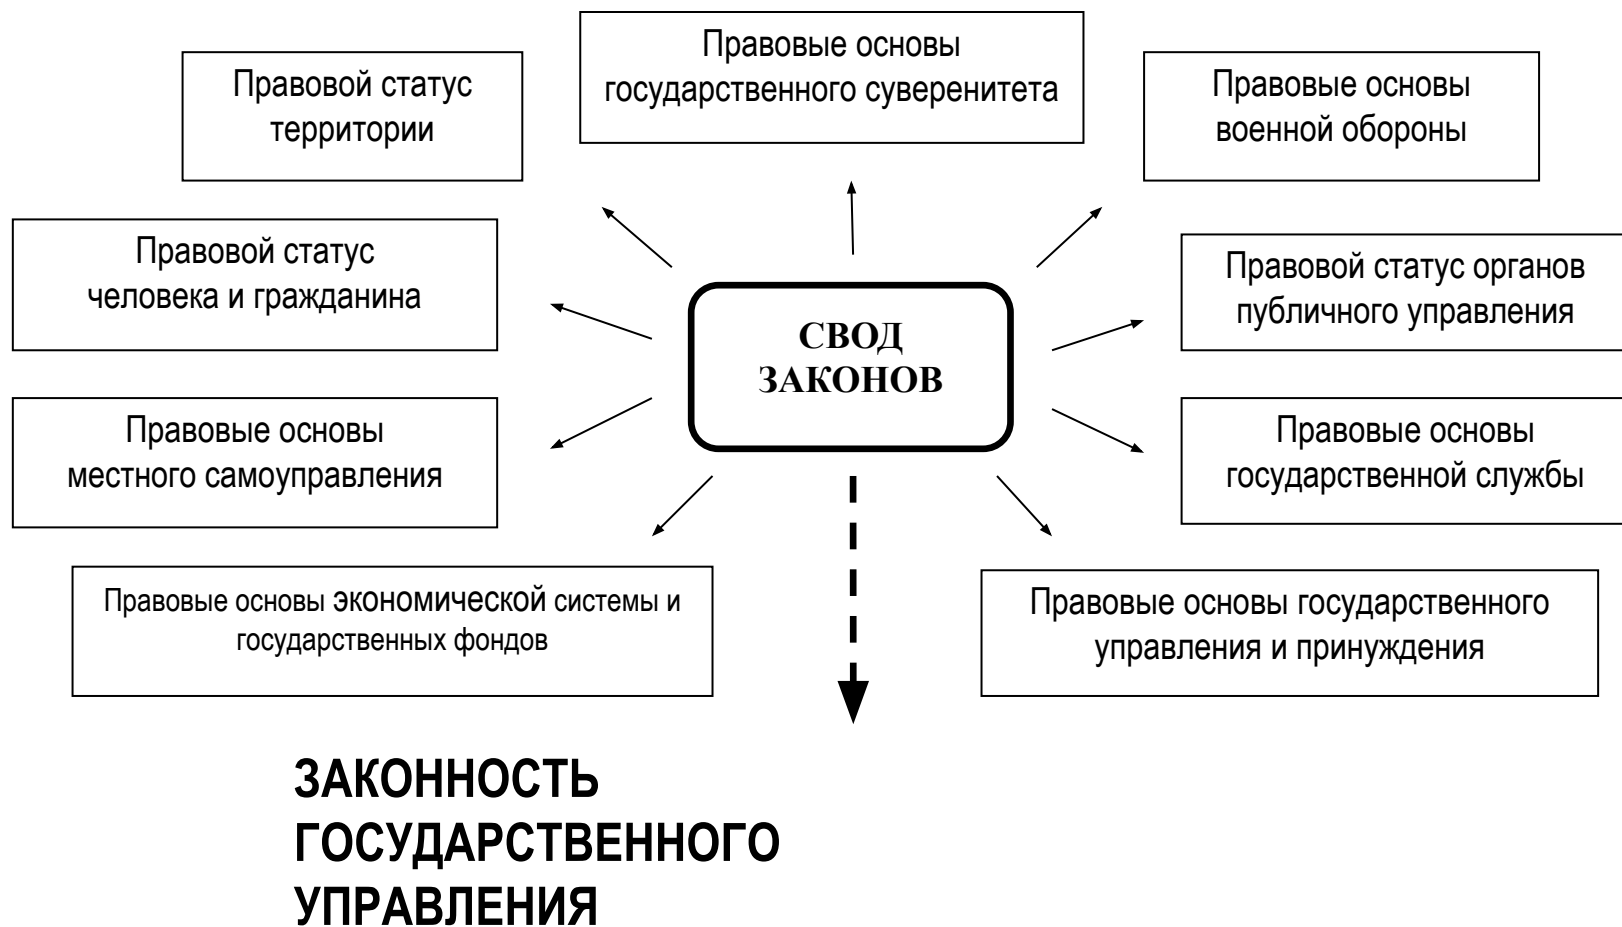 Правовые основы
государственного суверенитета
Правовой статус
территории
Правовые основы
военной обороны
Правовой статус
человека и гражданина
Правовой статус органов
публичного управления
СВОД
ЗАКОНОВ
Правовые основы
местного самоуправления
Правовые основы
государственной службы
Правовые основы экономической системы и
государственных фондов
Правовые основы государственного
управления и принуждения
ЗАКОННОСТЬ
ГОСУДАРСТВЕННОГО
УПРАВЛЕНИЯ